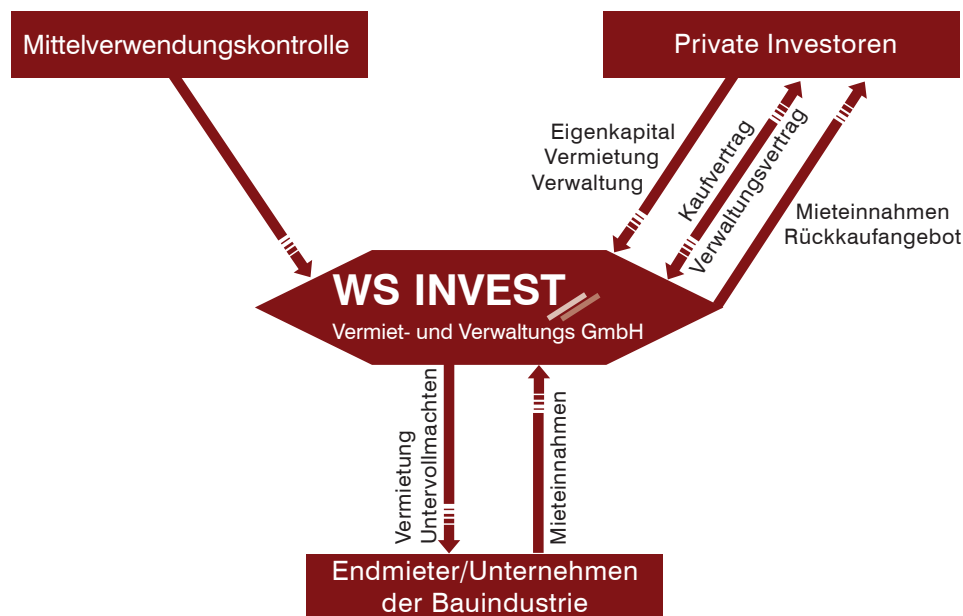 Mittelverwendungskontrolle
Private Investoren
Eigenkapital
Vermietung
Verwaltung
Kaufvertrag
Verwaltungsvertrag
Mieteinnahmen
Rückkaufangebot
WS INVEST
Vermiet- und Verwaltungs GmbH
Vermietung
Untervollmachten
Mieteinnahmen
Endmieter/Unternehmen
der Bauindustrie